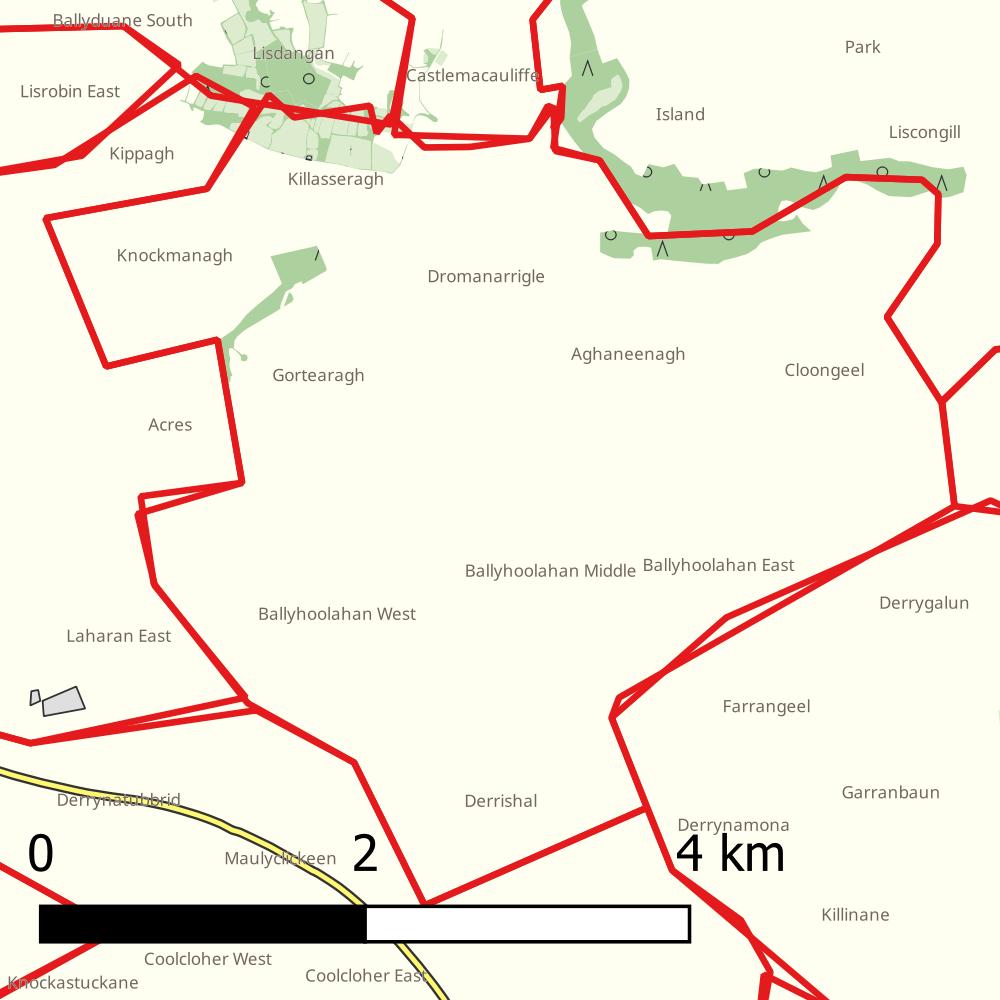 Ballyduane South
Lisdangan
Park
Castlemacauliffe
Lisrobin East
Island
Liscongill
Kippagh
Killasseragh
Knockmanagh
Dromanarrigle
Aghaneenagh
Cloongeel
Gortearagh
Acres
Ballyhoolahan Middle
Ballyhoolahan East
Derrygalun
Ballyhoolahan West
Laharan East
Farrangeel
Garranbaun
Derrynatubbrid
Derrishal
Derrynamona
0 2 4 km
Maulyclickeen
Killinane
Coolcloher West
Coolcloher East
Knockastuckane